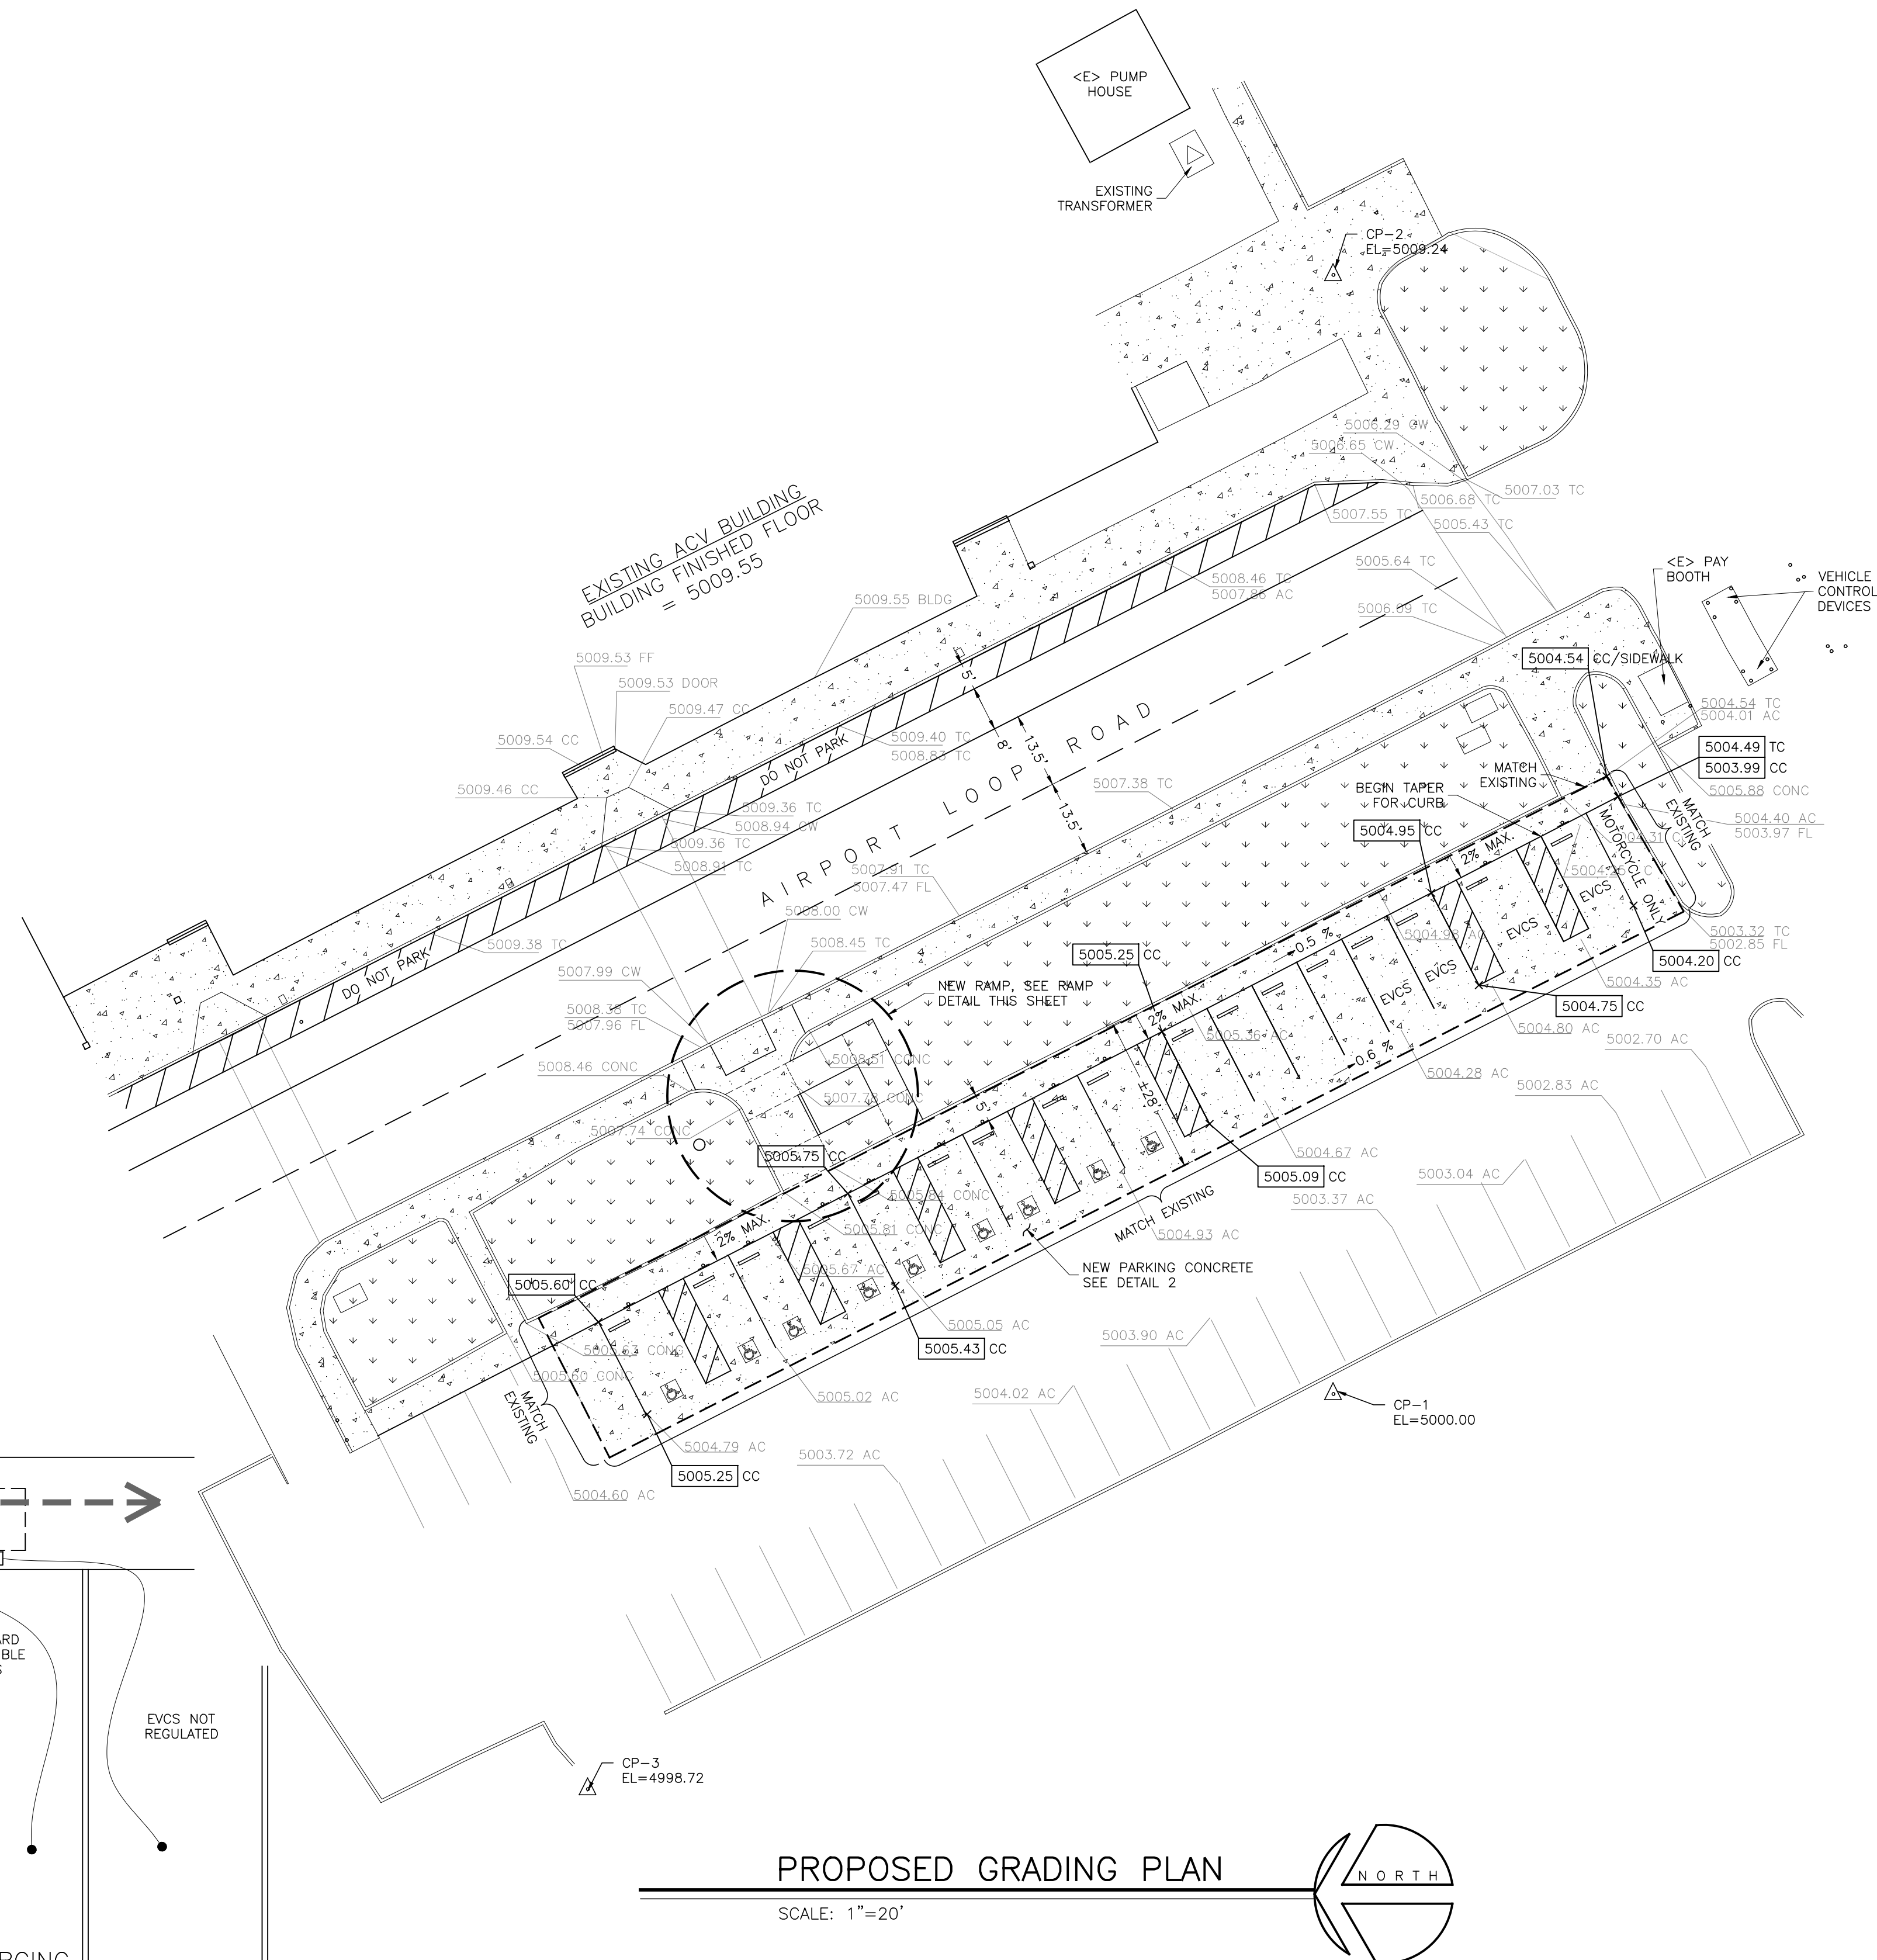 <E> PUMP
HOUSE
EXISTING
TRANSFORMER
CP-2
EL=5009.24
5006.29 CW
5006.65 CW
5007.03 TC
5006.68 TC
5007.55 TC
5005.43 TC
EXISTING ACV BUILDING
BUILDING FINISHED FLOOR
= 5009.55
5008.46 TC
5007.86 AC
5005.64 TC
5006.09 TC
<E> PAY
BOOTH
VEHICLE
CONTROL
DEVICES
5009.55 BLDG
5009.53 FF
5009.53 DOOR
5009.47 CC
5009.54 CC
5009.46 CC
5'
8'
13.5'
13.5'
AIRPORT LOOP ROAD
5004.54 CC/SIDEWALK
5004.54 TC
5004.01 AC
5004.49 TC
5003.99 CC
5005.88 CONC
5004.40 AC
5003.97 FL
5009.40 TC
5008.83 TC
DO NOT PARK
5009.36 TC
5008.94 CW
5009.36 TC
5008.91 TC
5007.38 TC
MATCH
EXISTING
BEGIN TAPER
FOR CURB
5004.95 CC
2% MAX.
MATCH
EXISTING
MOTORCYCLE ONLY
EVCS
EVCS
EVCS
EVCS
5007.91 TC
5007.47 FL
5008.00 CW
5008.45 TC
5009.38 TC
DO NOT PARK
5007.99 CW
5008.38 TC
5007.96 FL
NEW RAMP, SEE RAMP
DETAIL THIS SHEET
5005.25 CC
0.5 %
5004.98 AC
5003.32 TC
5002.85 FL
5004.20 CC
5004.35 AC
5004.75 CC
5004.80 AC
5002.70 AC
2% MAX.
5005.36 AC
0.6 %
5004.28 AC
5002.83 AC
5008.46 CONC
5008.51 CONC
5007.78 CONC
5007.74 CONC
5'
±28'
5005.75 CC
5005.84 CONC
5005.81 CONC
5004.67 AC
5005.09 CC
5003.04 AC
5003.37 AC
MATCH EXISTING
5004.93 AC
2% MAX.
5005.67 AC
NEW PARKING CONCRETE
SEE DETAIL 2
5005.60 CC
5005.05 AC
5005.43 CC
5003.90 AC
5005.63 CONC
5005.60 CONC
MATCH
EXISTING
5005.02 AC
5004.02 AC
CP-1
EL=5000.00
5004.79 AC
5005.25 CC
5003.72 AC
5004.60 AC
EVCS NOT
REGULATED
CP-3
EL=4998.72
PROPOSED GRADING PLAN
SCALE: 1"=20'
NORTH